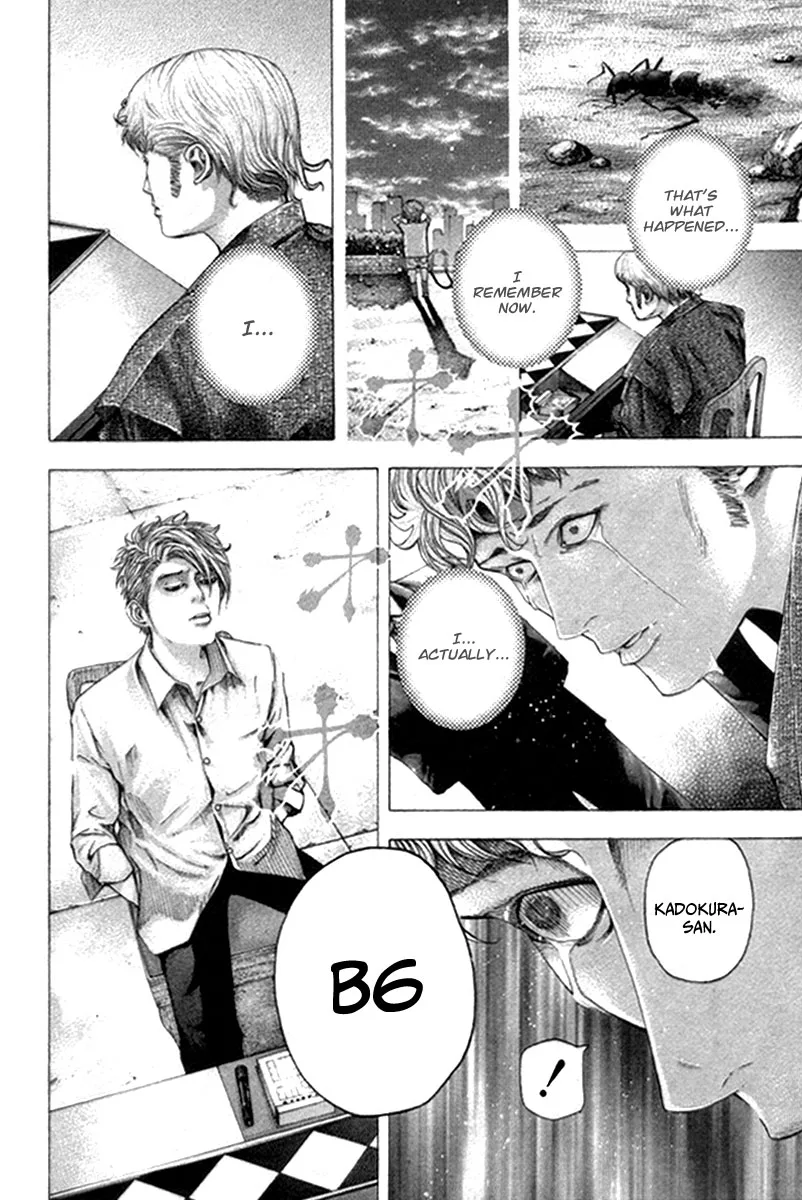 THAT'S
WHAT
HAPPENED...
I
REMEMBER
NOW.
I...
I...
ACTUALLY...
KADOKURA-
SAN.
!
B6